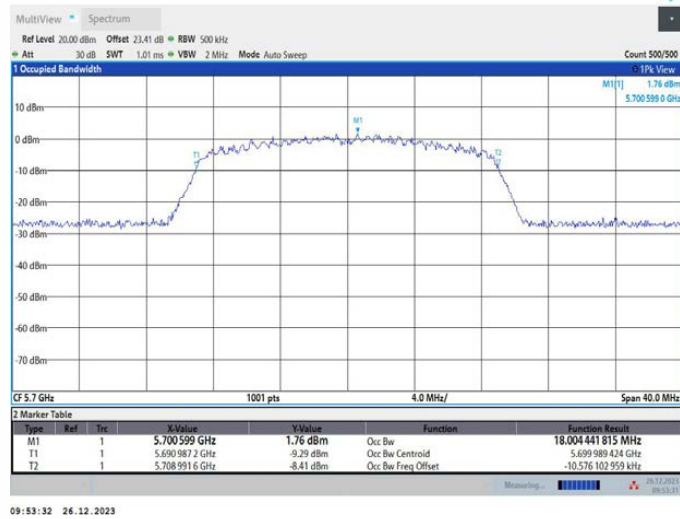 MultiView Spectrum
Ref Level 20.00 dBm Offset 23.41 dB RBW 500 kHz
Att 30 dB SWT 1.01 ms VBW 2 MHz Mode Auto Sweep Count 500/500
1 Occupied Bandwidth 1Pk View
M1[1] 1.76 dBm
5.700 599 0 GHz
10 dBm
M1
0 dBm
T1 T2
-10 dBm
-20 dBm
-30 dBm
-40 dBm
-50 dBm
-60 dBm
-70 dBm
CF 5.7 GHz 1001 pts 4.0 MHz/ Span 40.0 MHz
2 Marker Table
Type Ref Trc X-Value Y-Value Function Function Result
M1 1 5.700 599 GHz 1.76 dBm Occ Bw 18.004 441 815 MHz
T1 1 5.690 987 2 GHz -9.29 dBm Occ Bw Centroid 5.699 989 424 GHz
T2 1 5.708 991 6 GHz -8.41 dBm Occ Bw Freq Offset -10.576 102 959 kHz
Measuring... 26.12.2023
09:53:31
09:53:32 26.12.2023